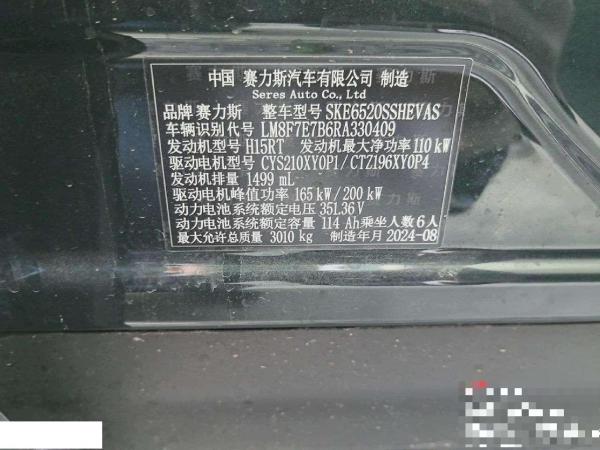 中国 赛力斯汽车有限公司 制造
Seres Auto Co., Ltd
品牌 赛力斯 整车型号 SKE6520SSHEVAS
车辆识别代号 LM8F7E7B6RA330409
发动机型号 H15RT 发动机最大净功率 110 kW
驱动电机型号 CYS210XY0P1/CTZ196XY0P4
发动机排量 1499 mL
驱动电机峰值功率 165 kW/200 kW
动力电池系统额定电压 351.36 V
动力电池系统额定容量 114 Ah 乘坐人数 6 人
最大允许总质量 3010 kg 制造年月 2024-08